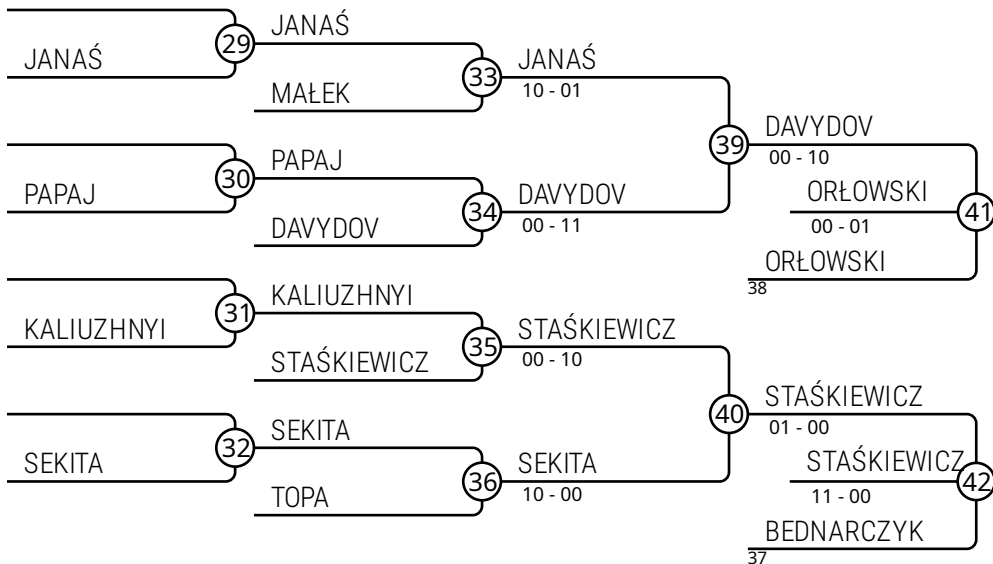 JANAŚ
29
JANAŚ
MAŁEK
33
JANAŚ
10 - 01
PAPAJ
30
PAPAJ
DAVYDOV
34
DAVYDOV
00 - 11
39
DAVYDOV
00 - 10
ORŁOWSKI
00 - 01
41
ORŁOWSKI
38
KALIUZHNYI
31
KALIUZHNYI
STAŚKIEWICZ
35
STAŚKIEWICZ
00 - 10
SEKITA
32
SEKITA
TOPA
36
SEKITA
10 - 00
40
STAŚKIEWICZ
01 - 00
STAŚKIEWICZ
11 - 00
42
BEDNARCZYK
37